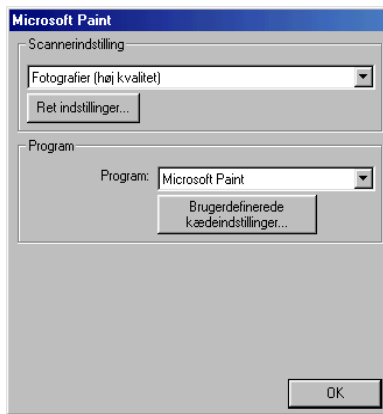 Microsoft Paint
Scannerindstilling
Fotografier (høj kvalitet)
Ret indstillinger...
Program
Program: Microsoft Paint
Brugerdefinerede
kædeindstillinger...
OK